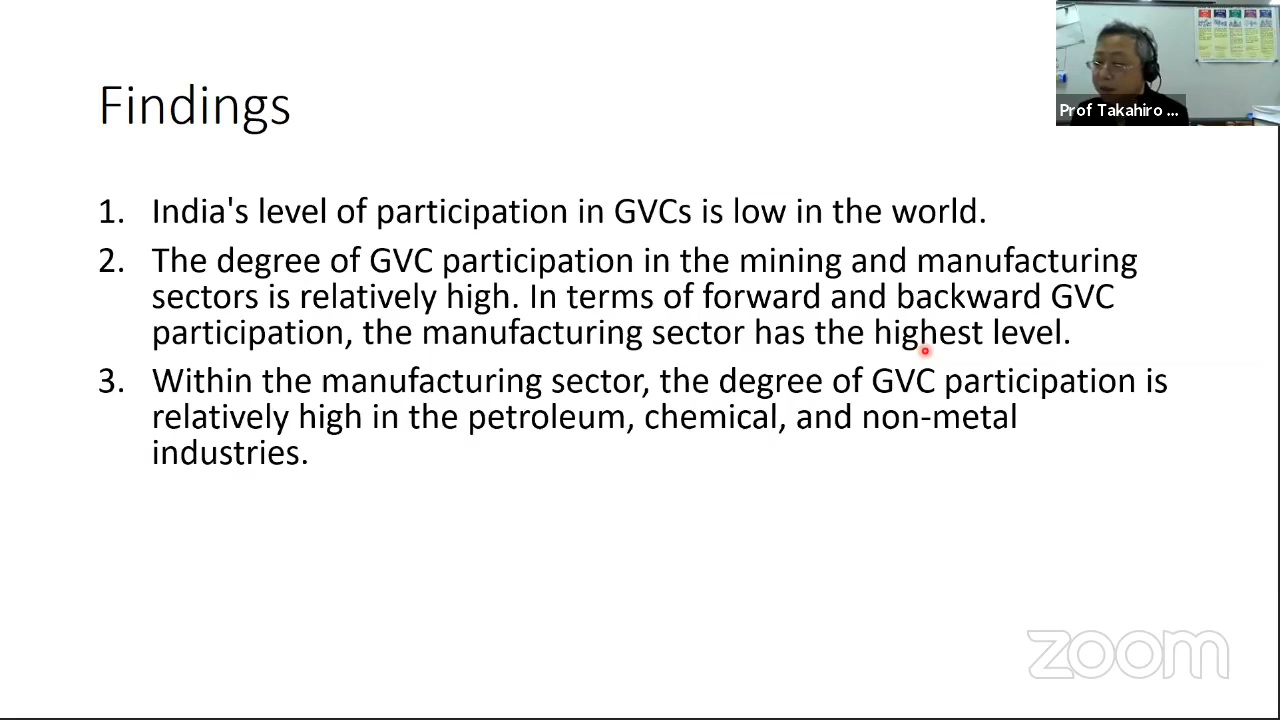 Prof Takahiro ...
Findings
1. India's level of participation in GVCs is low in the world.
2. The degree of GVC participation in the mining and manufacturing
sectors is relatively high. In terms of forward and backward GVC
participation, the manufacturing sector has the highest level.
3. Within the manufacturing sector, the degree of GVC participation is
relatively high in the petroleum, chemical, and non-metal
industries.
zoom